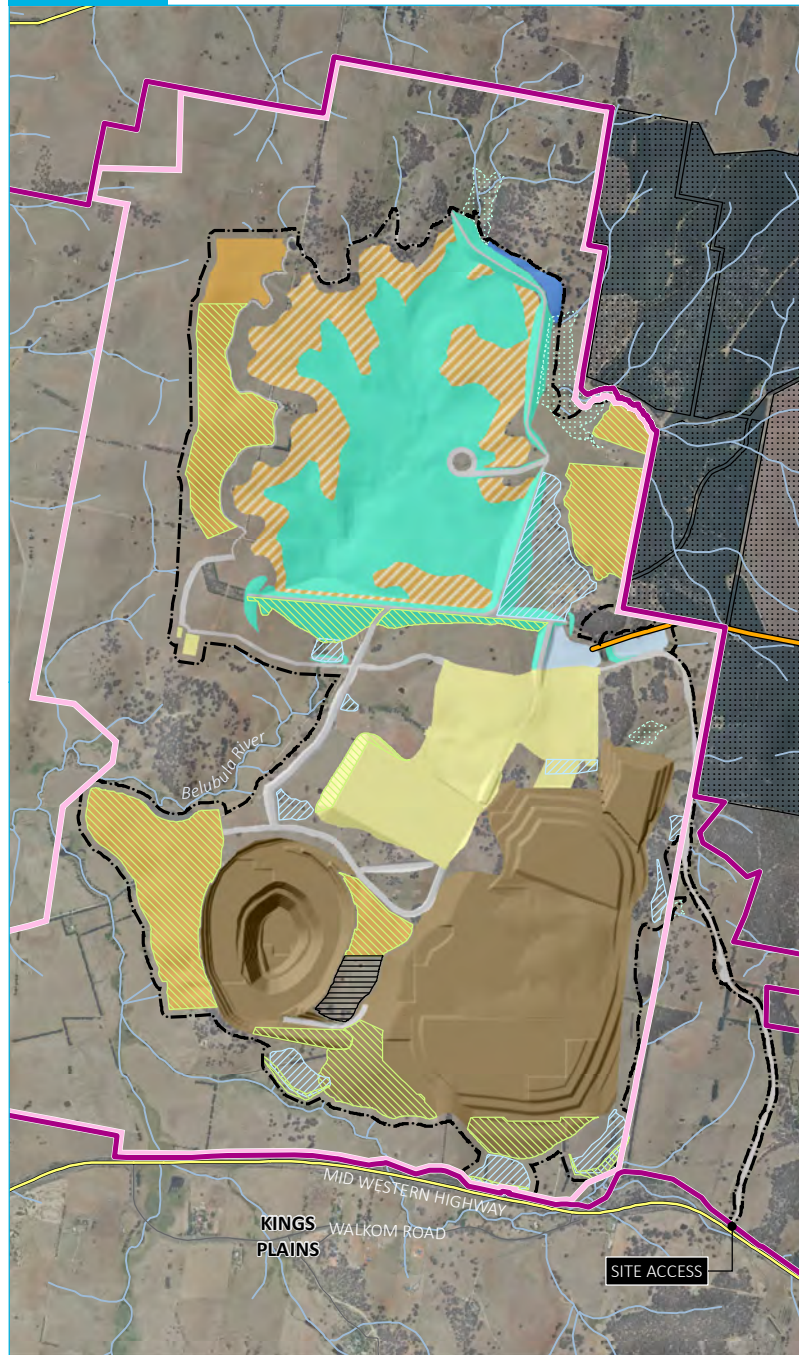 Belubula River
MID WESTERN HIGHWAY
KINGS
PLAINS
WALKOM ROAD
SITE ACCESS